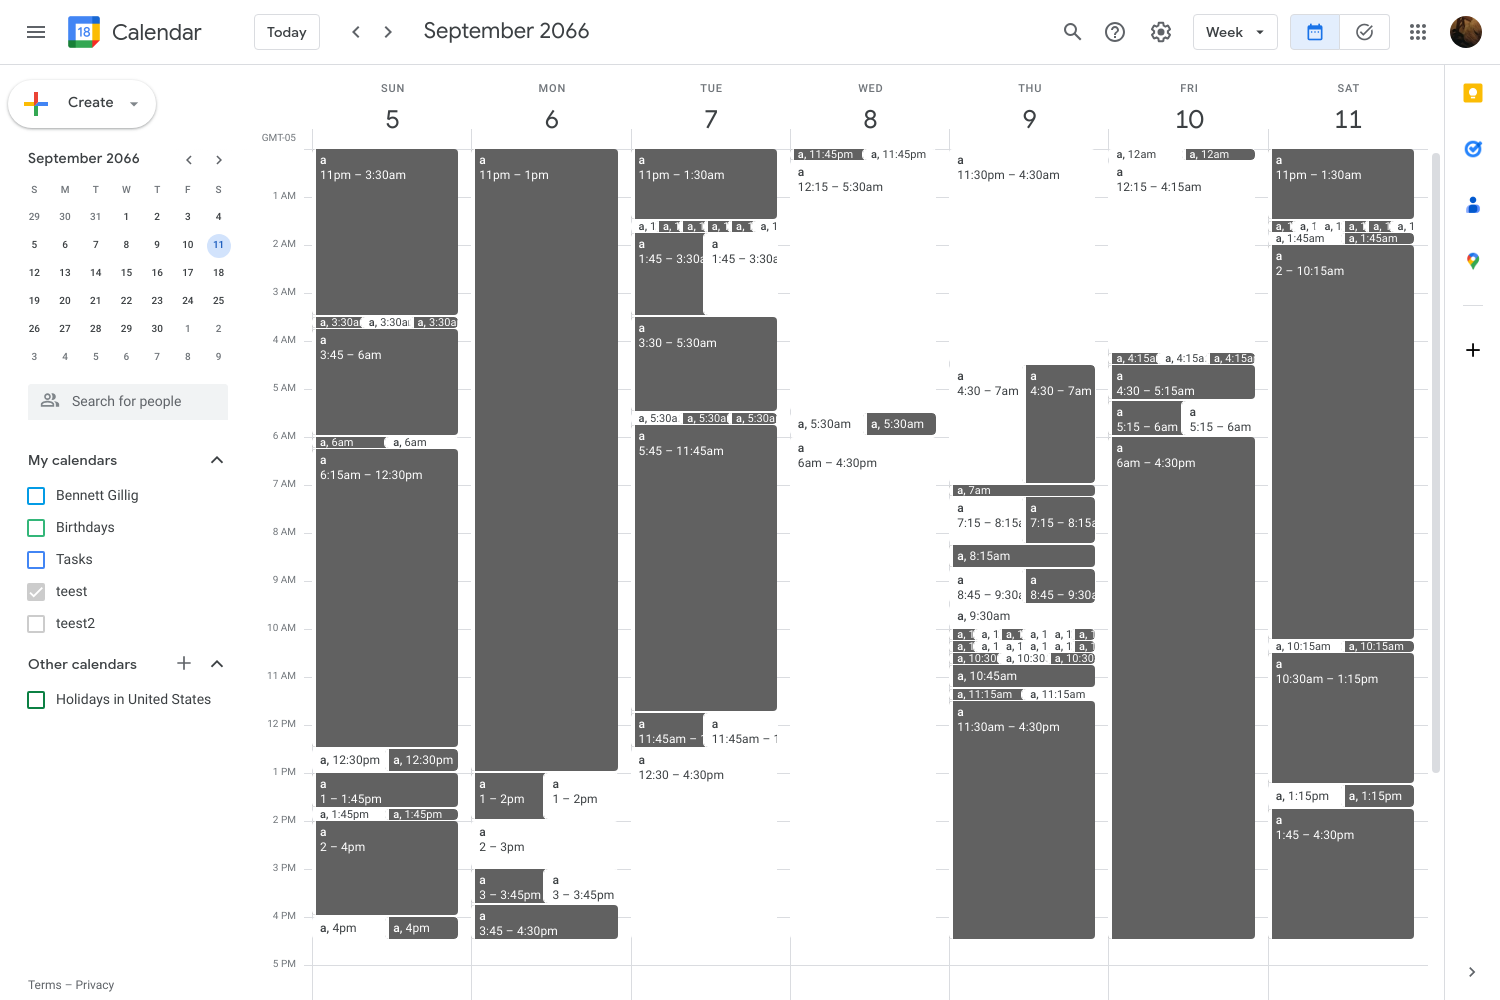 18 Calendar Today September 2066 Week
Create
September 2066
S M T W T F S
29 30 31 1 2 3 4
5 6 7 8 9 10 11
12 13 14 15 16 17 18
19 20 21 22 23 24 25
26 27 28 29 30 1 2
3 4 5 6 7 8 9
Search for people
My calendars
Bennett Gillig
Birthdays
Tasks
teest
teest2
Other calendars
Holidays in United States
Terms – Privacy
GMT-05
1 AM
2 AM
3 AM
4 AM
5 AM
6 AM
7 AM
8 AM
9 AM
10 AM
11 AM
12 PM
1 PM
2 PM
3 PM
4 PM
5 PM
SUN
5
a
11pm – 3:30am
a, 3:30a a, 3:30a a, 3:30a
a
3:45 – 6am
a, 6am a, 6am
a
6:15am – 12:30pm
a, 12:30pm a, 12:30pm
a
1 – 1:45pm
a, 1:45pm a, 1:45pm
a
2 – 4pm
a, 4pm a, 4pm
MON
6
a
11pm – 1pm
a a
1 – 2pm 1 – 2pm
a
2 – 3pm
a a
3 – 3:45pm 3 – 3:45pm
a
3:45 – 4:30pm
TUE
7
a
11pm – 1:30am
a, 1 a, 1 a, 1 a, 1 a, 1 a, 1
a a
1:45 – 3:30a 1:45 – 3:30a
a
3:30 – 5:30am
a, 5:30a a, 5:30a a, 5:30a
a
5:45 – 11:45am
a a
11:45am – 1 11:45am – 1
a
12:30 – 4:30pm
WED
8
a, 11:45pm a, 11:45pm
a
12:15 – 5:30am
a, 5:30am a, 5:30am
a
6am – 4:30pm
THU
9
a
11:30pm – 4:30am
a a
4:30 – 7am 4:30 – 7am
a, 7am
a a
7:15 – 8:15a 7:15 – 8:15a
a, 8:15am
a a
8:45 – 9:30a 8:45 – 9:30a
a, 9:30am
a, 1 a, 1 a, 1 a, 1 a, 1 a, 1
a, 1 a, 1 a, 1 a, 1 a, 1 a, 1
a, 10:30 a, 10:30 a, 10:30
a, 10:45am
a, 11:15am a, 11:15am
a
11:30am – 4:30pm
FRI
10
a, 12am a, 12am
a
12:15 – 4:15am
a, 4:15a a, 4:15a a, 4:15a
a
4:30 – 5:15am
a a
5:15 – 6am 5:15 – 6am
a
6am – 4:30pm
SAT
11
a
11pm – 1:30am
a, 1 a, 1 a, 1 a, 1 a, 1 a, 1
a, 1:45am a, 1:45am
a
2 – 10:15am
a, 10:15am a, 10:15am
a
10:30am – 1:15pm
a, 1:15pm a, 1:15pm
a
1:45 – 4:30pm